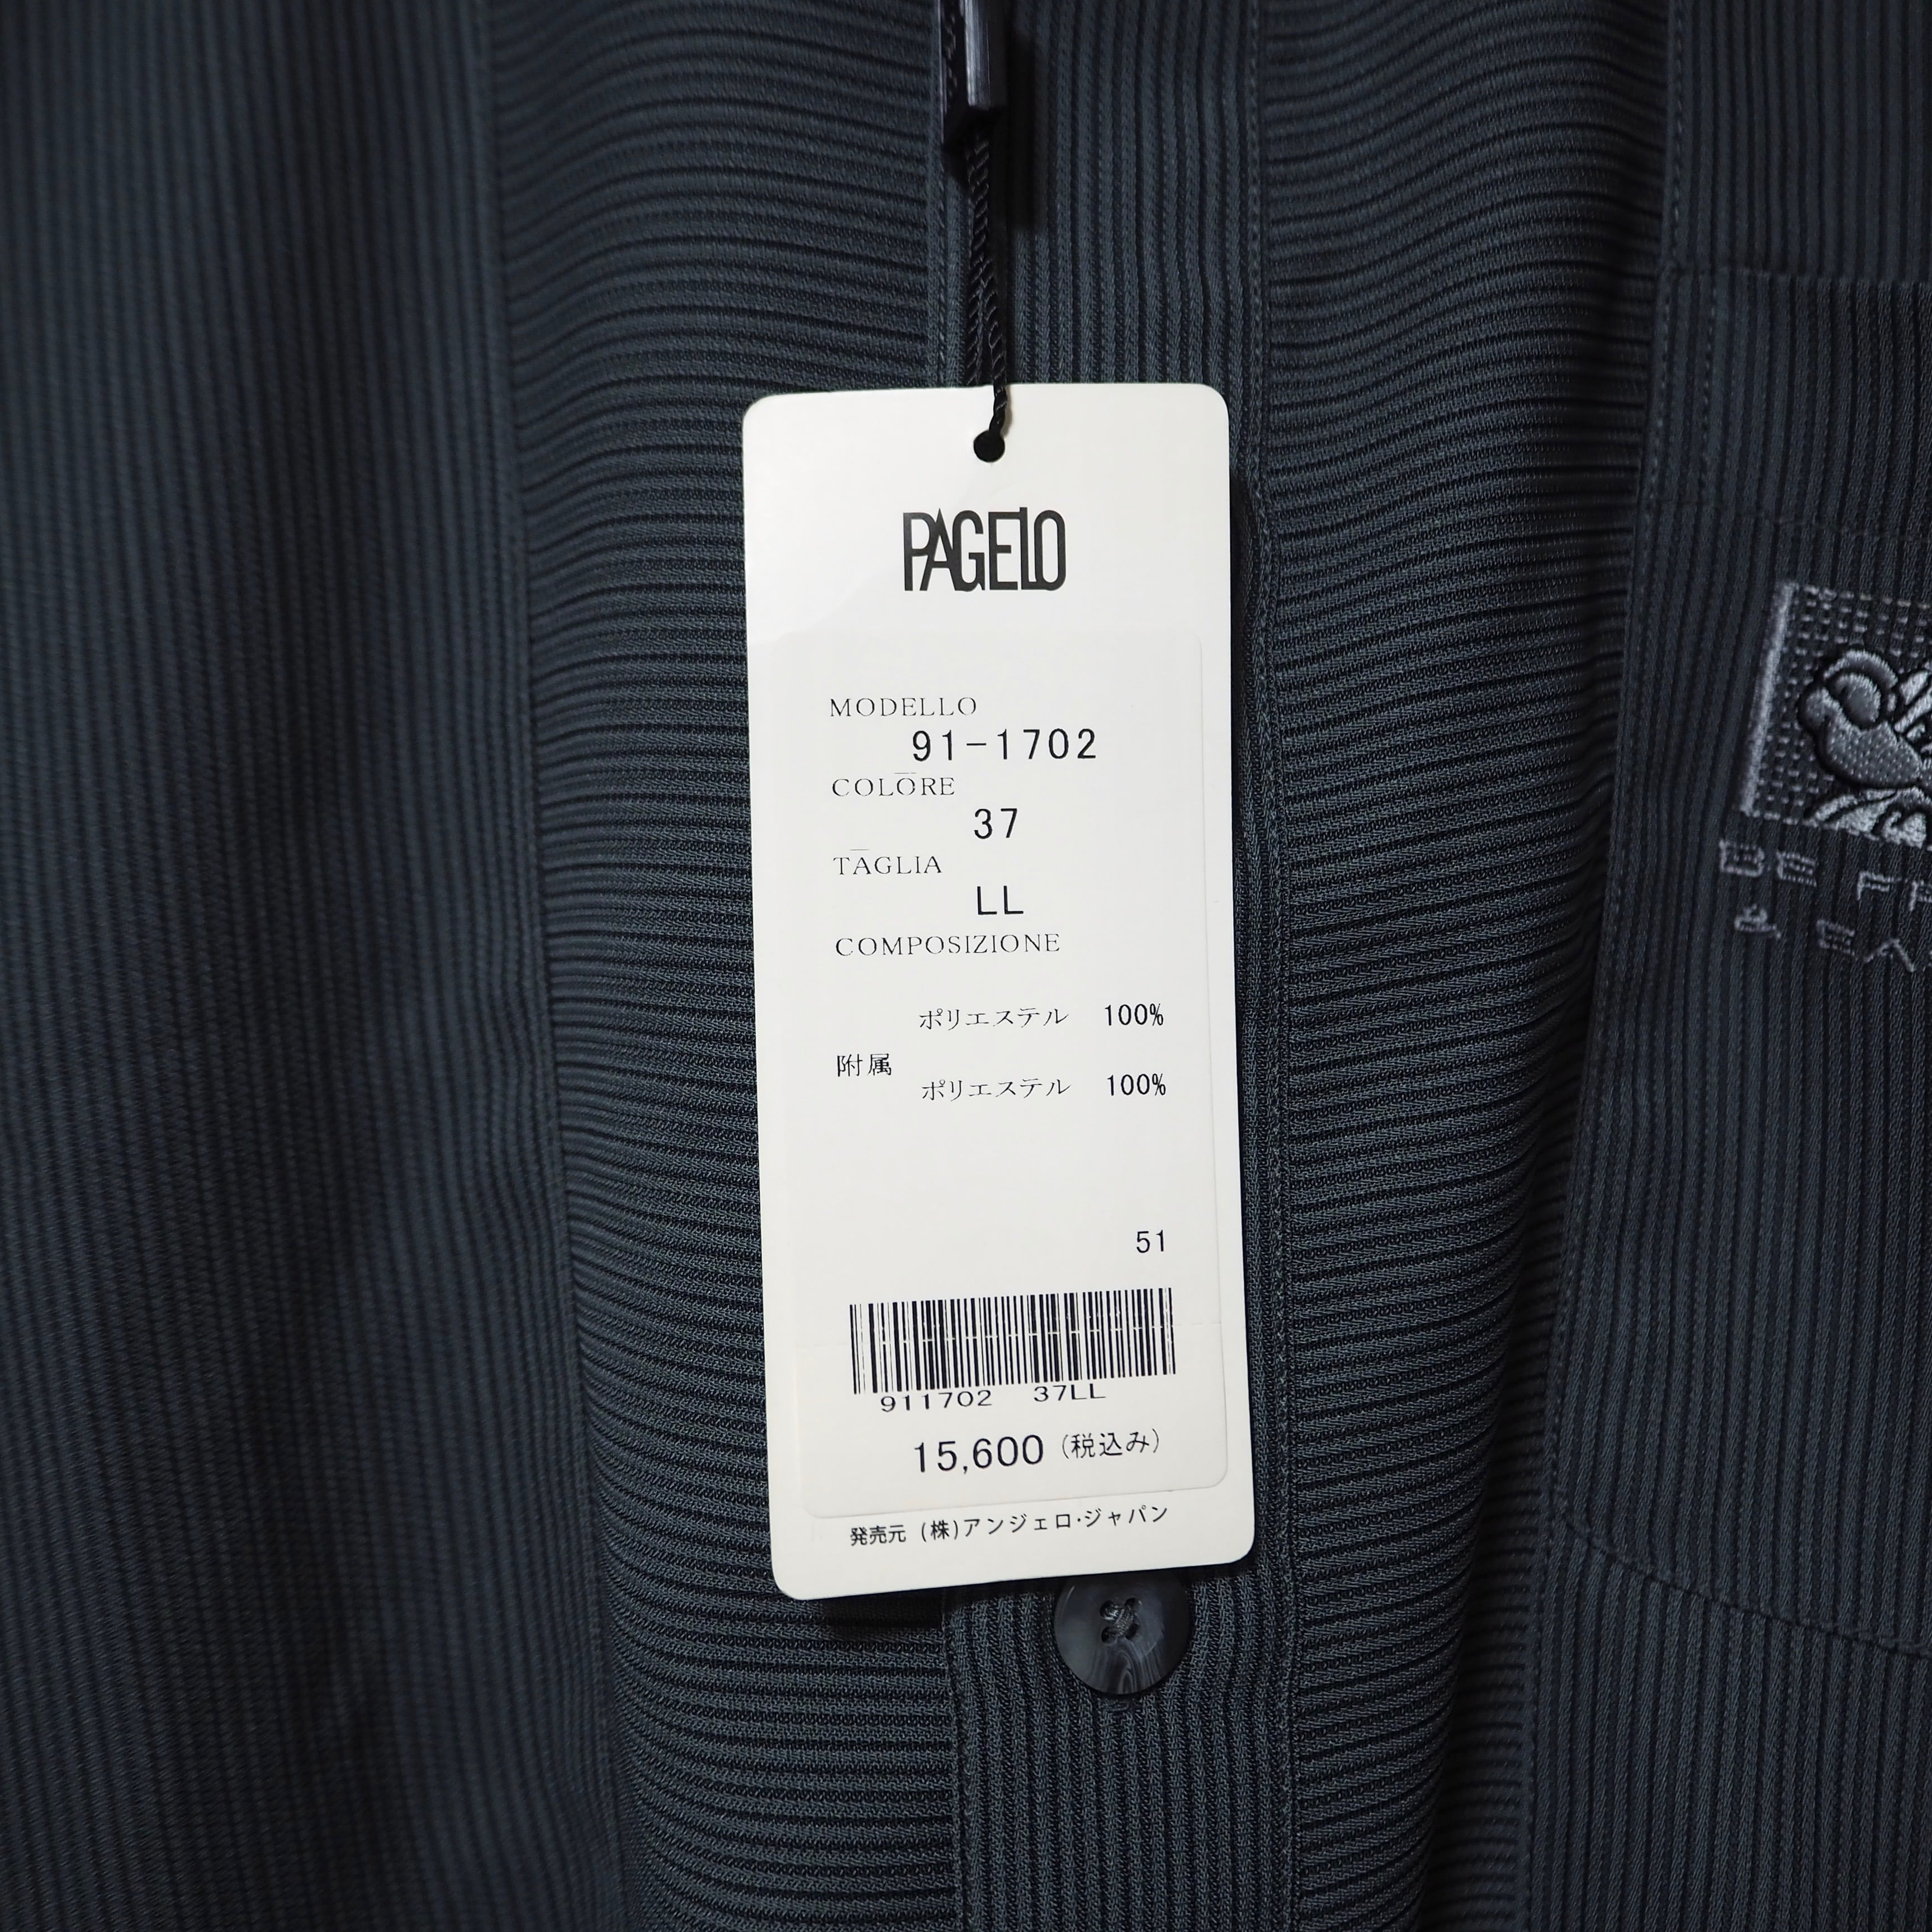 PAGELO
MODELLO
91-1702
COLORE
37
TAGLIA
LL
COMPOSIZIONE
ポリエステル 100%
附属
ポリエステル 100%
51
911702 37LL
15,600 (税込み)
発売元 (株)アンジェロ・ジャパン
BE
&